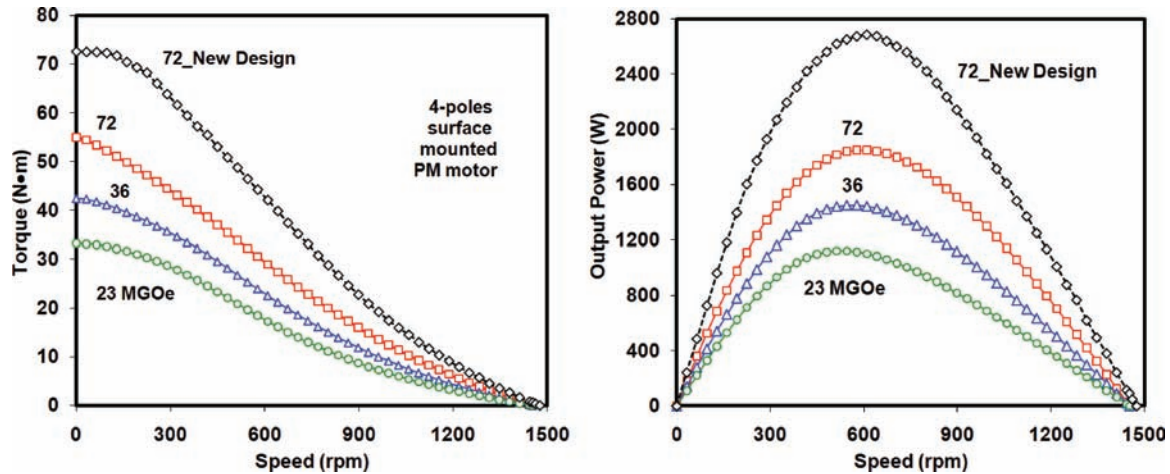 Torque (N•m)
80
70
60
50
40
30
20
10
0
72_New Design
72
36
23 MGOe
4-poles
surface
mounted
PM motor
0 300 600 900 1200 1500
Speed (rpm)
Output Power (W)
2800
2400
2000
1600
1200
800
400
0
72_New Design
72
36
23 MGOe
0 300 600 900 1200 1500
Speed (rpm)